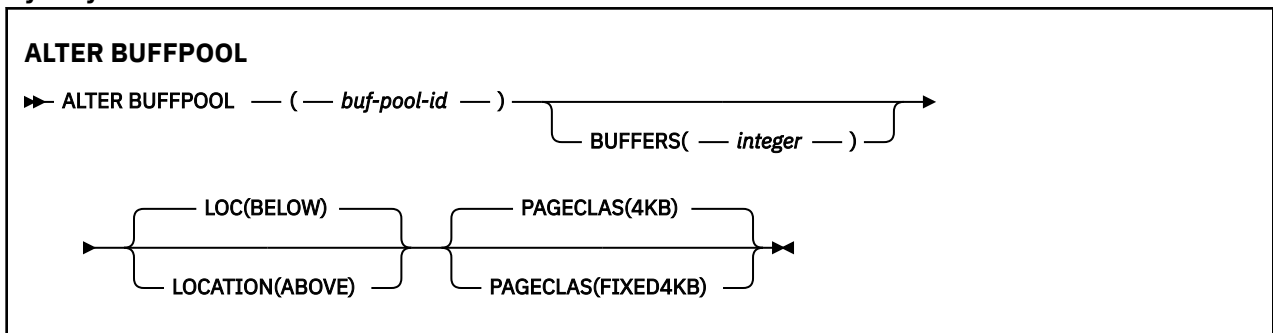 ALTER BUFFPOOL
ALTER BUFFPOOL ( buf-pool-id )
BUFFERS( integer )
LOC(BELOW) PAGECLAS(4KB)
LOCATION(ABOVE) PAGECLAS(FIXED4KB)